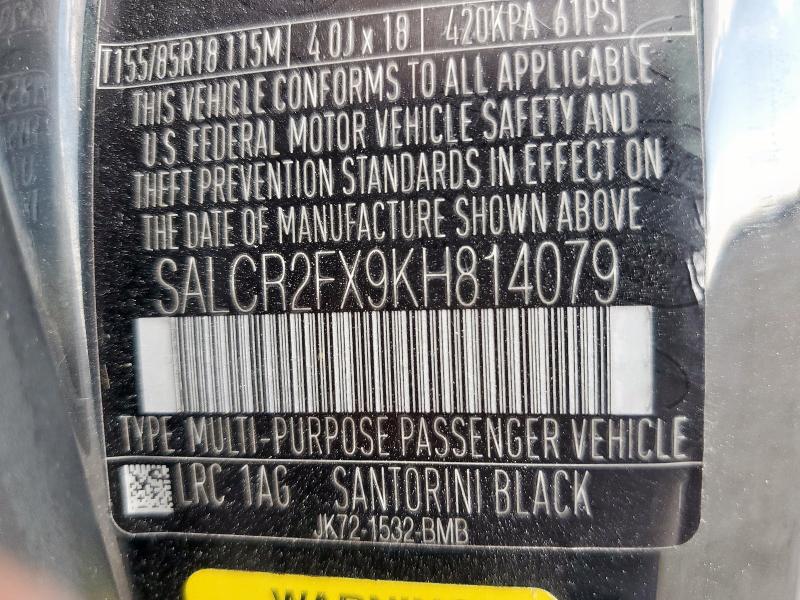 T155/85R18 115M 4.0J x 18 420KPA 61PSI
THIS VEHICLE CONFORMS TO ALL APPLICABLE
U.S FEDERAL MOTOR VEHICLE SAFETY AND
THEFT PREVENTION STANDARDS IN EFFECT ON
THE DATE OF MANUFACTURE SHOWN ABOVE
SALCR2FX9KH814079
TYPE MULTI-PURPOSE PASSENGER VEHICLE
LRC 1AG SANTORINI BLACK
JK72-1532-BMB
WARNING